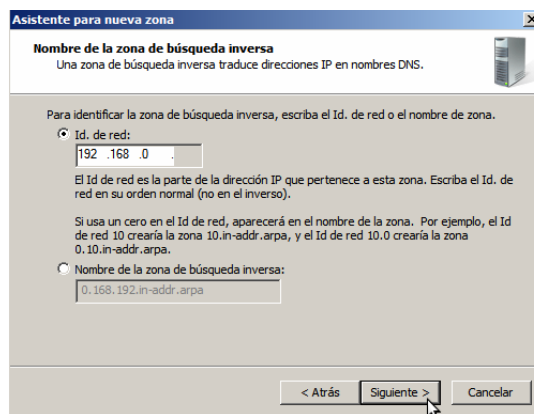 Asistente para nueva zona
Nombre de la zona de búsqueda inversa
Una zona de búsqueda inversa traduce direcciones IP en nombres DNS.
Para identificar la zona de búsqueda inversa, escriba el Id. de red o el nombre de zona.
Id. de red:
192 .168 .0 .
El Id de red es la parte de la dirección IP que pertenece a esta zona. Escriba el Id. de
red en su orden normal (no en el inverso).
Si usa un cero en el Id de red, aparecerá en el nombre de la zona. Por ejemplo, el Id
de red 10 crearía la zona 10.in-addr.arpa, y el Id de red 10.0 crearía la zona
0.10.in-addr.arpa.
Nombre de la zona de búsqueda inversa:
0.168.192.in-addr.arpa
< Atrás Siguiente > Cancelar